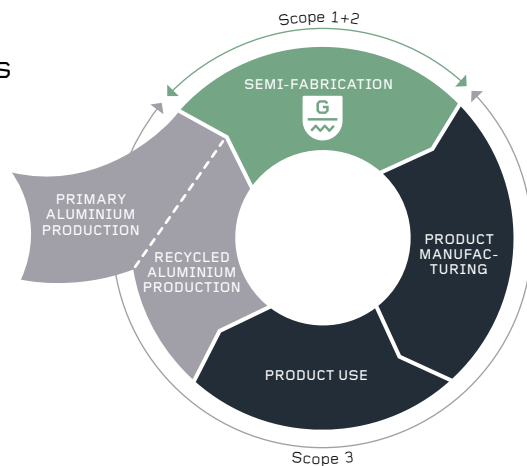 s
Scope 1+2
SEMI-FABRICATION
G
PRIMARY
ALUMINIUM
PRODUCTION
RECYCLED
ALUMINIUM
PRODUCTION
PRODUCT
MANUFAC-
TURING
PRODUCT USE
Scope 3